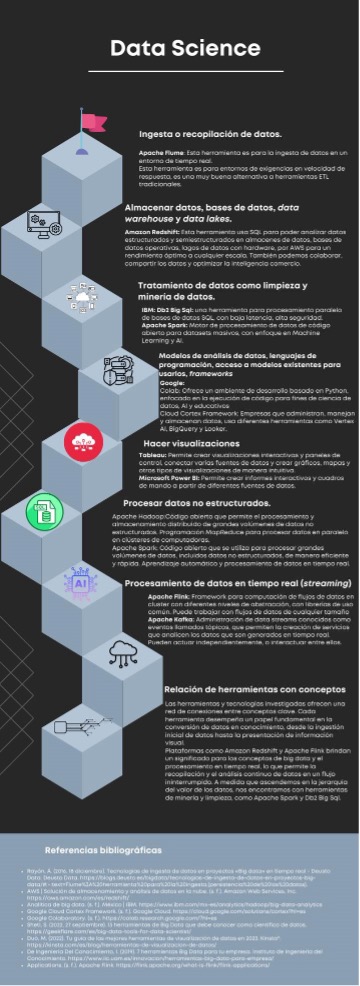 Data Science
Ingesta o recopilación de datos.
Apache Flume: Esta herramienta es para la ingesta de datos en un
entorno de tiempo real.
Esta herramienta es para entornos de exigencias en velocidad de
respuesta, es una muy buena alternativa a herramientas ETL
tradicionales.
Almacenar datos, bases de datos, data
warehouse y data lakes.
Amazon Redshift: Esta herramienta usa SQL para poder analizar datos
estructurados y semiestructurados en almacenes de datos, bases de
datos operativas, lagos de datos con hardware, por AWS para un
rendimiento óptimo a cualquier escala. También podemos colaborar,
compartir los datos y optimizar la inteligencia comercio.
Tratamiento de datos como limpieza y
minería de datos.
IBM: Db2 Big Sql: una herramienta para procesamiento paralelo
de bases de datos SQL, con baja latencia, alta seguridad.
Apache Spark: Motor de procesamiento de datos de código
abierto para datasets masivos, con enfoque en Machine
Learning y AI.
Modelos de análisis de datos, lenguajes de
programación, acceso a modelos existentes para
usarlos, frameworks
Google:
Colab: Ofrece un ambiente de desarrollo basado en Python,
enfocado en la ejecución de código para fines de ciencia de
datos, AI y educativos
Cloud Cortex Framework: Empresas que administran, manejan
y almacenan datos, usa diferentes herramientas como Vertex
AI, BigQuery y Looker.
Hacer visualizaciones
Tableau: Permite crear visualizaciones interactivas y paneles de
control, conectar varias fuentes de datos y crear gráficos, mapas y
otros tipos de visualizaciones de manera intuitiva.
Microsoft Power BI: Permite crear informes interactivos y cuadros
de mando a partir de diferentes fuentes de datos.
Procesar datos no estructurados.
Apache Hadoop:Código abierto que permite el procesamiento y
almacenamiento distribuido de grandes volúmenes de datos no
estructurados. Programación MapReduce para procesar datos en paralelo
en clústeres de computadoras.
Apache Spark: Código abierto que se utiliza para procesar grandes
volúmenes de datos, incluidos datos no estructurados, de manera eficiente
y rápida. Aprendizaje automático y procesamiento de datos en tiempo real.
AI
Procesamiento de datos en tiempo real (streaming)
Apache Flink: Framework para computación de flujos de datos en
cluster con diferentes niveles de abstracción, con librerías de uso
común. Puede trabajar con flujos de datos de cualquier tamaño
Apache Kafka: Administración de data streams conocidos como
eventos llamados tópicos, que permiten la creación de servicios
que analicen los datos que son generados en tiempo real.
Pueden actuar independientemente, o interactuar entre ellos.
Relación de herramientas con conceptos
Las herramientas y tecnologías investigadas ofrecen una
red de conexiones entre conceptos clave. Cada
herramienta desempeña un papel fundamental en la
conversión de datos en conocimiento, desde la ingestión
inicial de datos hasta la presentación de información
visual.
Plataformas como Amazon Redshift y Apache Flink brindan
un significado para los conceptos de big data y el
procesamiento en tiempo real, lo que permite la
recopilación y el análisis continuo de datos en un flujo
ininterrumpido. A medida que ascendemos en la jerarquía
del valor de los datos, nos encontramos con herramientas
de minería y limpieza, como Apache Spark y Db2 Big Sql.
Referencias bibliográficas